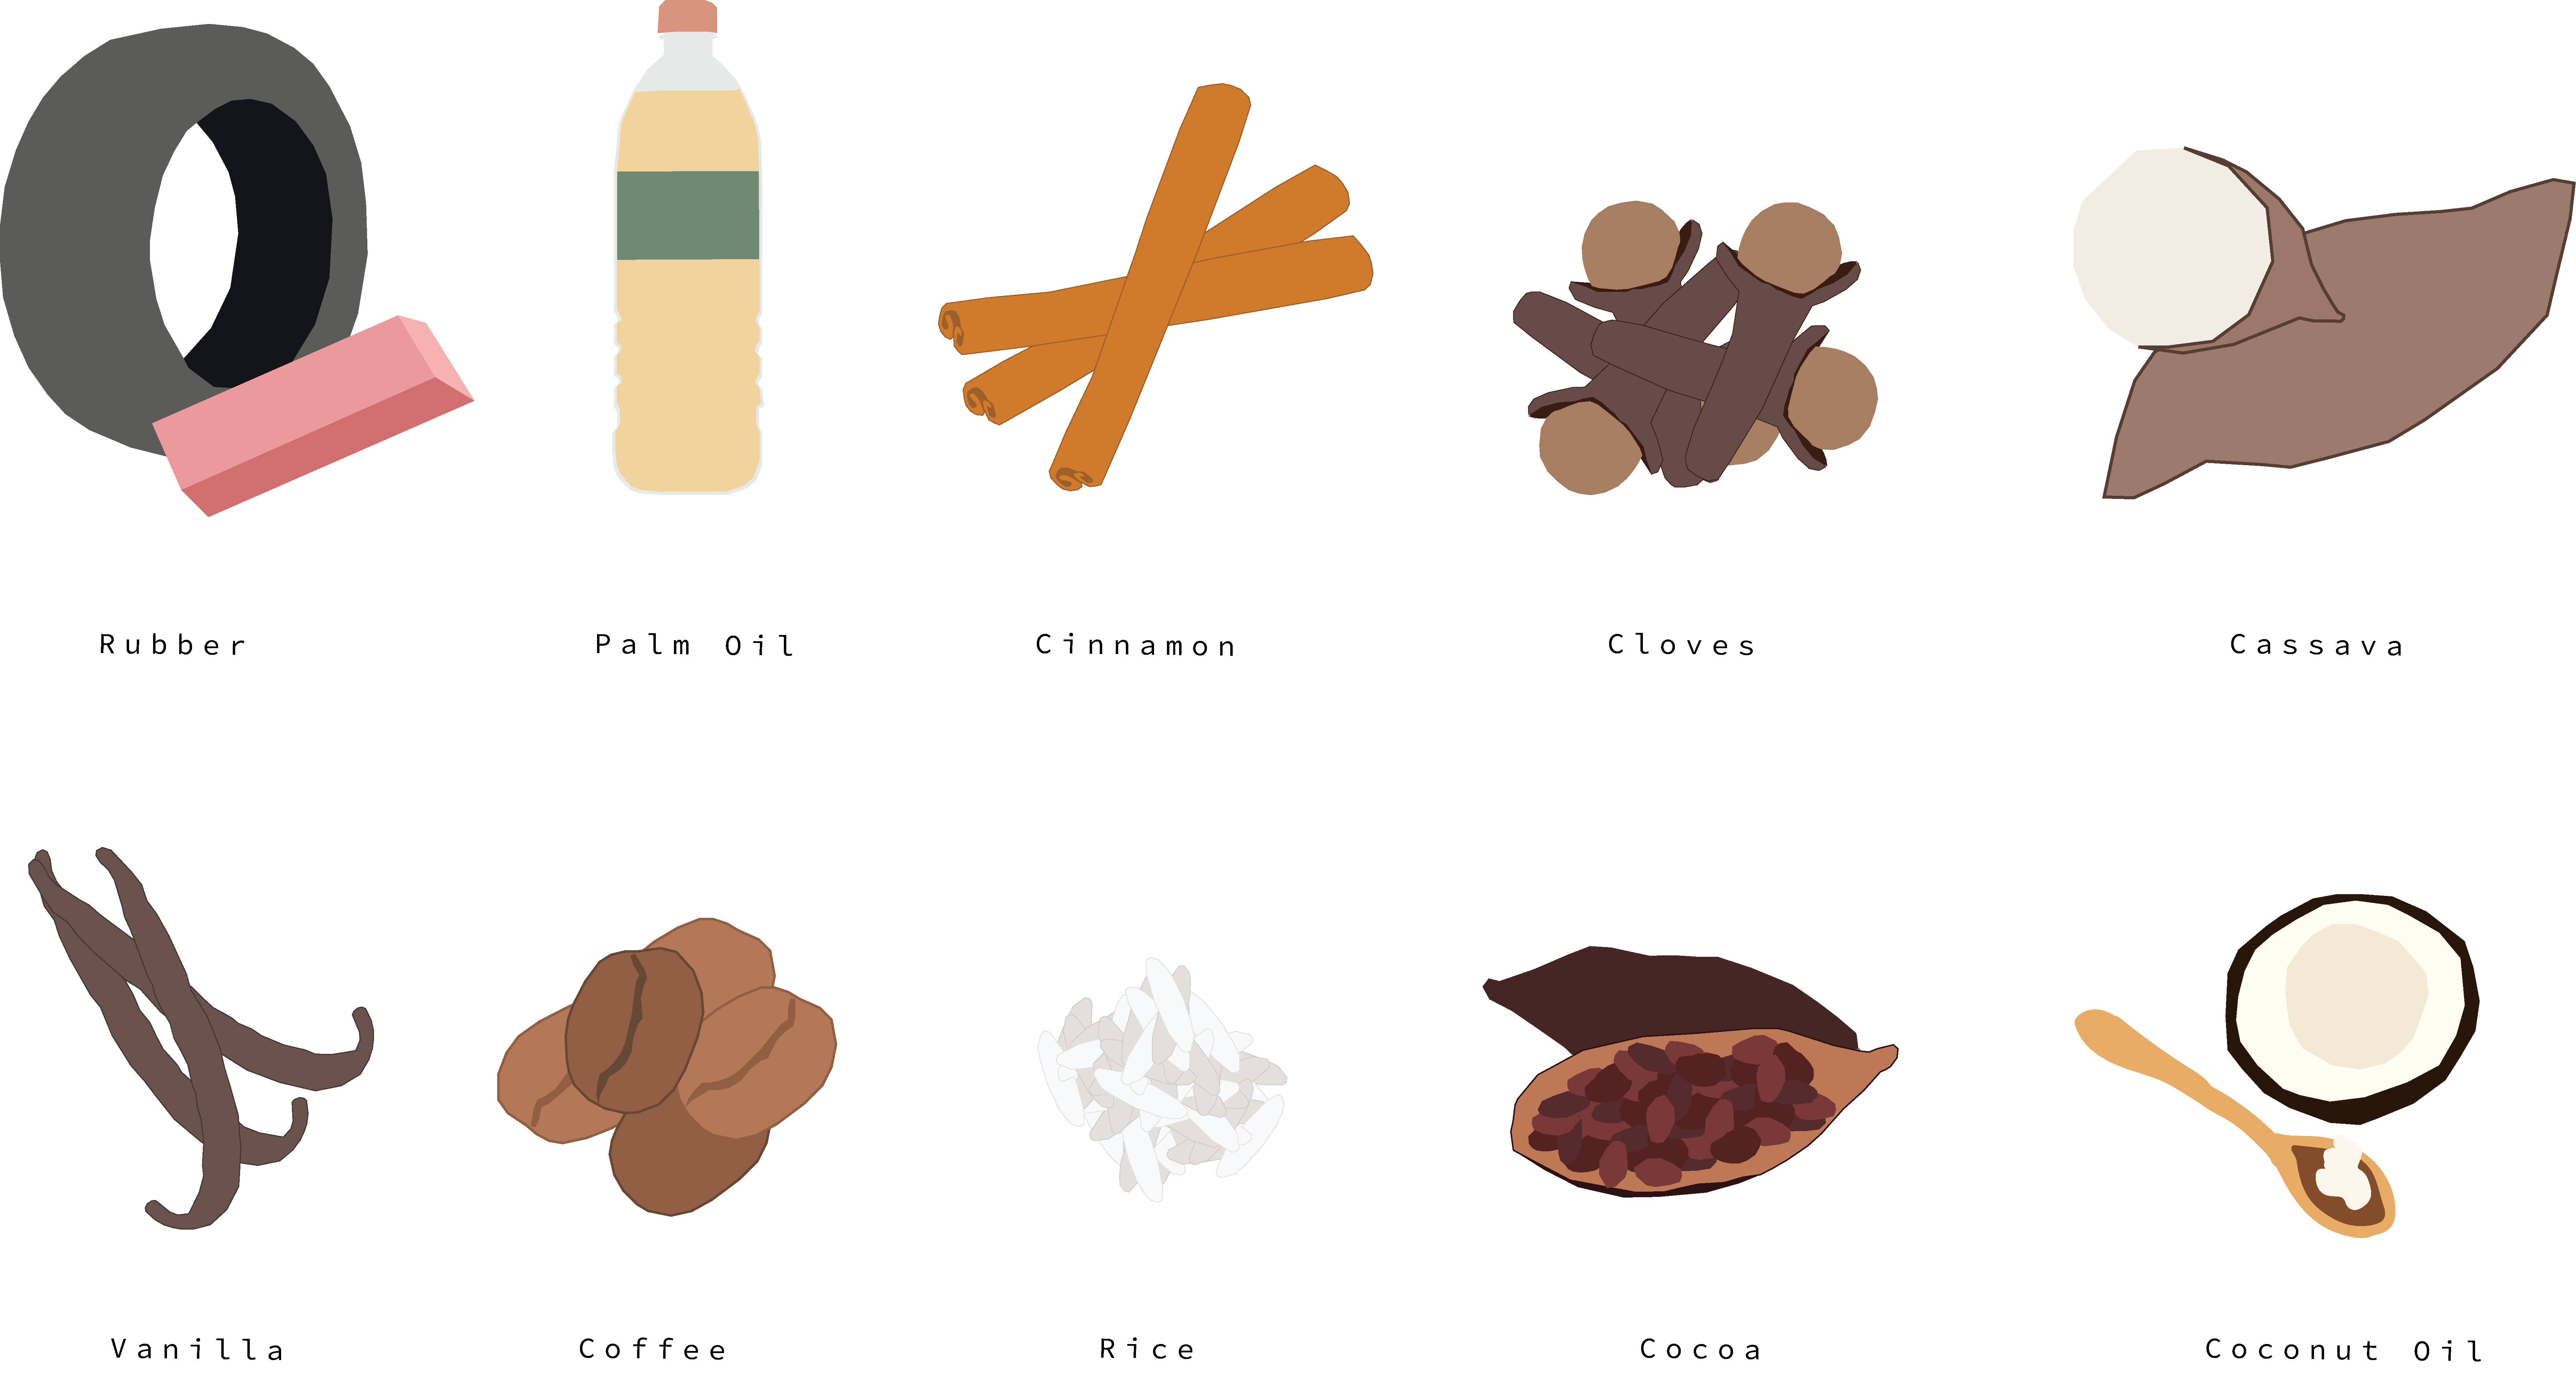 Rubber
Palm Oil
Cinnamon
Cloves
Cassava
Vanilla
Coffee
Rice
Cocoa
Coconut Oil